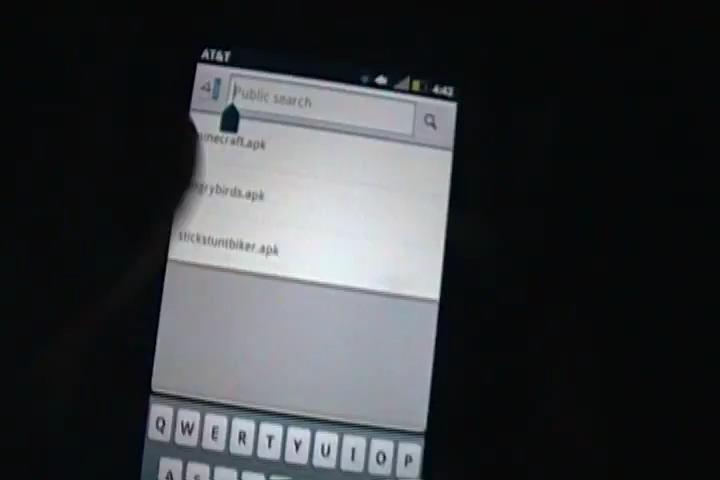 AT&T
4:43
Public search
minecraft.apk
angrybirds.apk
stickstuntbiker.apk
Q W E R T Y U I O P
A S